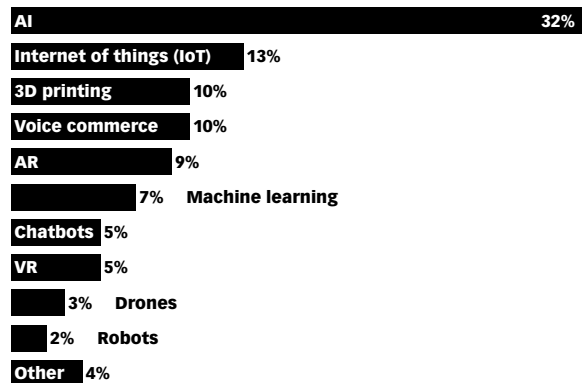 AI 32%
Internet of things (IoT) 13%
3D printing 10%
Voice commerce 10%
AR 9%
7% Machine learning
Chatbots 5%
VR 5%
3% Drones
2% Robots
Other 4%